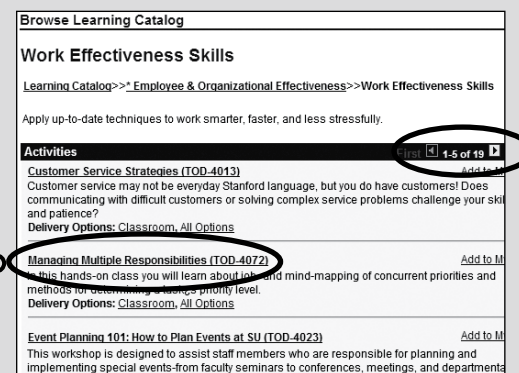 Browse Learning Catalog
Work Effectiveness Skills
Learning Catalog>>* Employee & Organizational Effectiveness>>Work Effectiveness Skills
Apply up-to-date techniques to work smarter, faster, and less stressfully.
Activities First 1-5 of 19
Customer Service Strategies (TOD-4013) Add to M
Customer service may not be everyday Stanford language, but you do have customers! Does
communicating with difficult customers or solving complex service problems challenge your skil
and patience?
Delivery Options: Classroom, All Options
Managing Multiple Responsibilities (TOD-4072) Add to M
In this hands-on class you will learn about job and mind-mapping of concurrent priorities and
methods for determining a task's priority level.
Delivery Options: Classroom, All Options
Event Planning 101: How to Plan Events at SU (TOD-4023) Add to M
This workshop is designed to assist staff members who are responsible for planning and
implementing special events-from faculty seminars to conferences, meetings, and departmenta